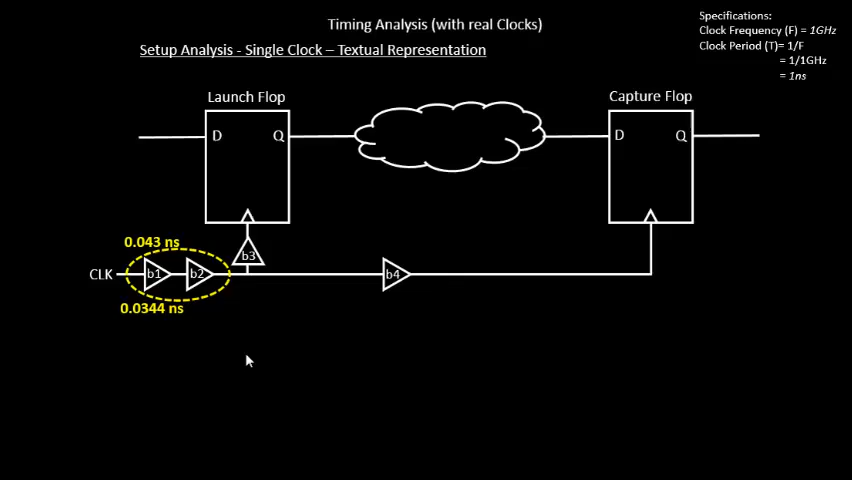 Timing Analysis (with real Clocks)
Setup Analysis - Single Clock – Textual Representation
Specifications:
Clock Frequency (F) = 1GHz
Clock Period (T)= 1/F
= 1/1GHz
= 1ns
Launch Flop
Capture Flop
D Q
D Q
0.043 ns
b3
CLK b1 b2 b4
0.0344 ns